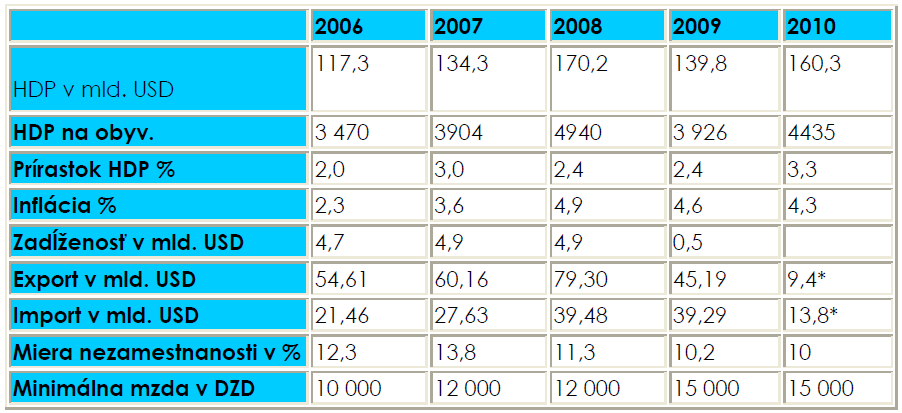 2006 2007 2008 2009 2010
HDP v mld. USD 117,3 134,3 170,2 139,8 160,3
HDP na obyv. 3 470 3904 4940 3 926 4435
Prírastok HDP % 2,0 3,0 2,4 2,4 3,3
Inflácia % 2,3 3,6 4,9 4,6 4,3
Zadĺženosť v mld. USD 4,7 4,9 4,9 0,5
Export v mld. USD 54,61 60,16 79,30 45,19 9,4*
Import v mld. USD 21,46 27,63 39,48 39,29 13,8*
Miera nezamestnanosti v % 12,3 13,8 11,3 10,2 10
Minimálna mzda v DZD 10 000 12 000 12 000 15 000 15 000